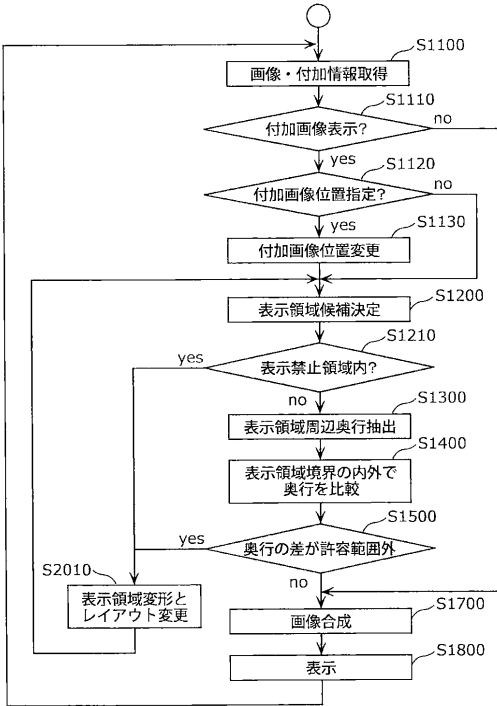 S1100
画像・付加情報取得
S1110
no
付加画像表示?
yes
S1120
no
付加画像位置指定?
yes
S1130
付加画像位置変更
S1200
表示領域候補決定
S1210
yes
表示禁止領域内?
no
S1300
表示領域周辺奥行抽出
S1400
表示領域境界の内外で
奥行を比較
S1500
yes
奥行の差が許容範囲外
S2010
no
表示領域変形と
レイアウト変更
S1700
画像合成
S1800
表示